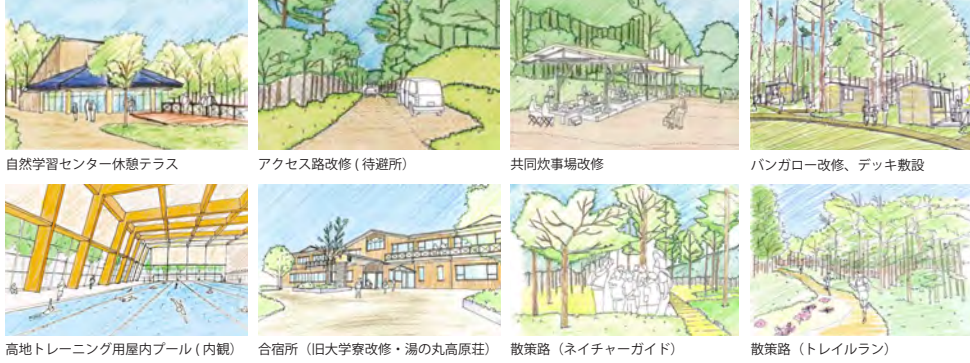 自然学習センター休憩テラス
アクセス路改修 ( 待避所）
共同炊事場改修
バンガロー改修、デッキ敷設
高地トレーニング用屋内プール ( 内観）
合宿所（旧大学寮改修・湯の丸高原荘）
散策路（ネイチャーガイド）
散策路（トレイルラン）